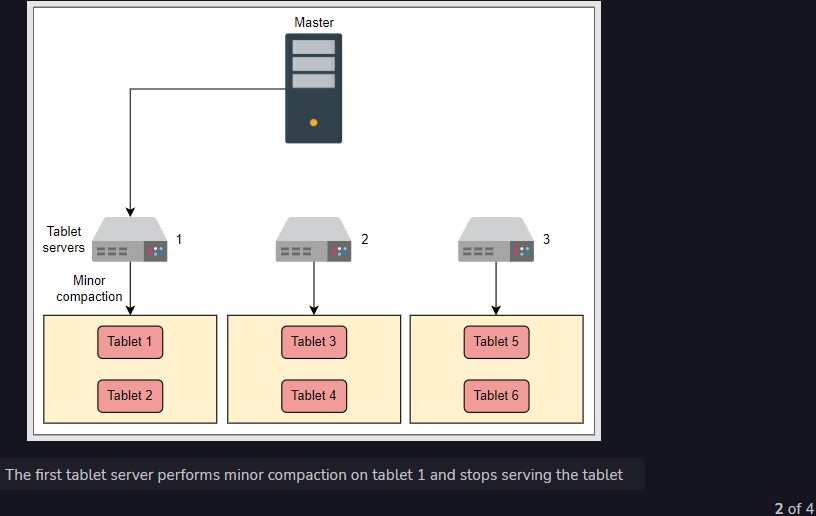 Master
Tablet
servers
1
2
3
Minor
compaction
Tablet 1
Tablet 3
Tablet 5
Tablet 2
Tablet 4
Tablet 6
The first tablet server performs minor compaction on tablet 1 and stops serving the tablet
2 of 4